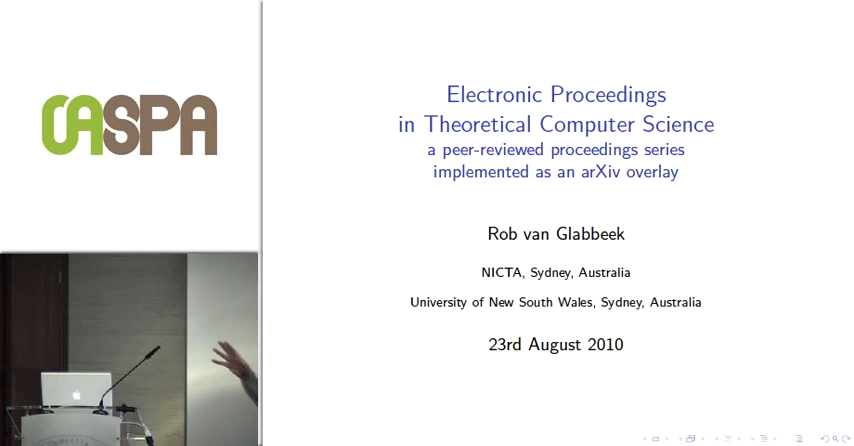 OASPA
Electronic Proceedings
in Theoretical Computer Science
a peer-reviewed proceedings series
implemented as an arXiv overlay
Rob van Glabbeek
NICTA, Sydney, Australia
University of New South Wales, Sydney, Australia
23rd August 2010